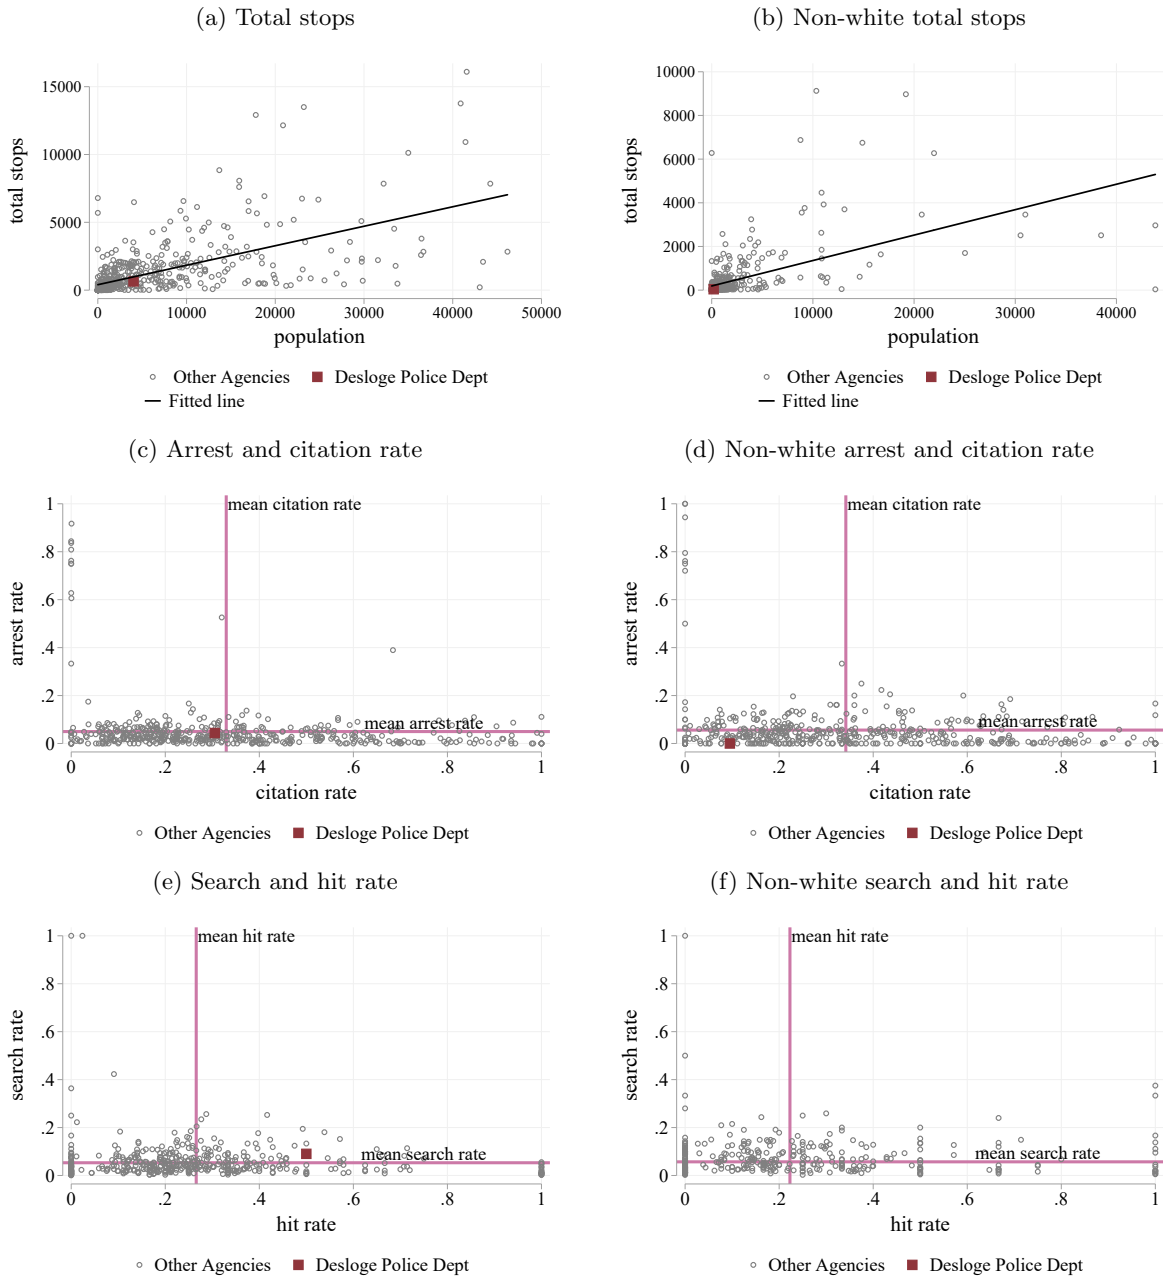 (a) Total stops
(b) Non-white total stops
total stops
15000
10000
5000
0
0 10000 20000 30000 40000 50000
population
Other Agencies Desloge Police Dept
Fitted line
total stops
10000
8000
6000
4000
2000
0
0 10000 20000 30000 40000
population
Other Agencies Desloge Police Dept
Fitted line
(c) Arrest and citation rate
(d) Non-white arrest and citation rate
arrest rate
1
.8
.6
.4
.2
0
mean citation rate
mean arrest rate
0 .2 .4 .6 .8 1
citation rate
Other Agencies Desloge Police Dept
arrest rate
1
.8
.6
.4
.2
0
mean citation rate
mean arrest rate
0 .2 .4 .6 .8 1
citation rate
Other Agencies Desloge Police Dept
(e) Search and hit rate
(f) Non-white search and hit rate
search rate
1
.8
.6
.4
.2
0
mean hit rate
mean search rate
0 .2 .4 .6 .8 1
hit rate
Other Agencies Desloge Police Dept
search rate
1
.8
.6
.4
.2
0
mean hit rate
mean search rate
0 .2 .4 .6 .8 1
hit rate
Other Agencies Desloge Police Dept